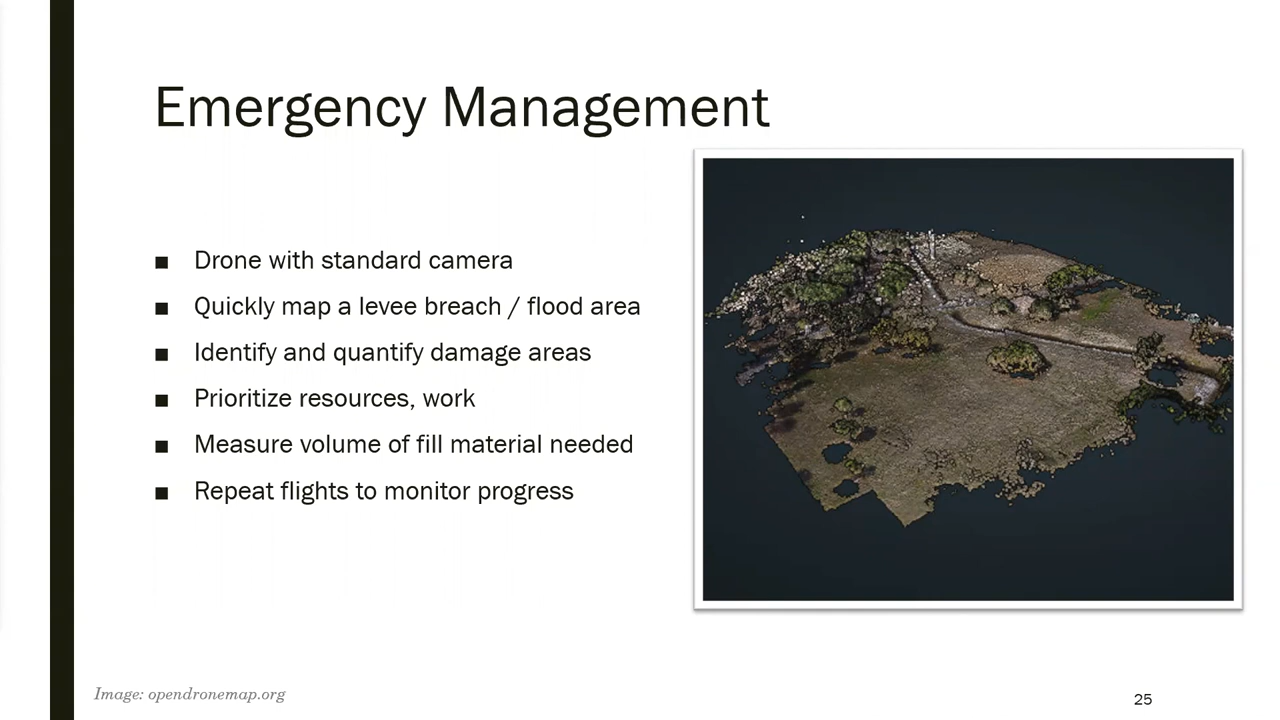 Emergency Management
■ Drone with standard camera
■ Quickly map a levee breach / flood area
■ Identify and quantify damage areas
■ Prioritize resources, work
■ Measure volume of fill material needed
■ Repeat flights to monitor progress
Image: opendronemap.org
25